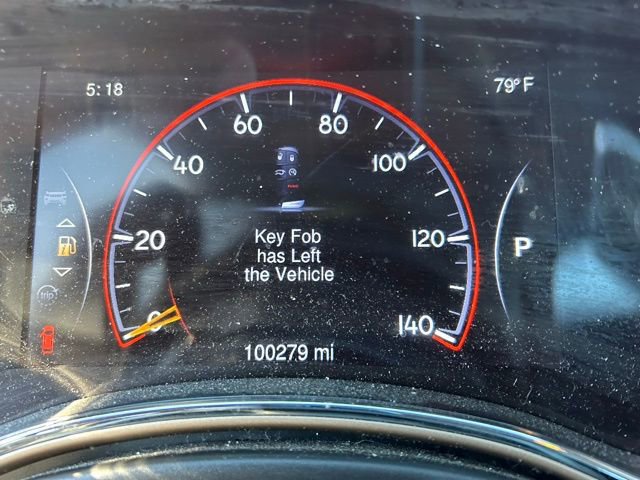 5:18
79°F
60 80
40 100
Key Fob
has Left
the Vehicle
20 120
P
trip
0 140
100279 mi